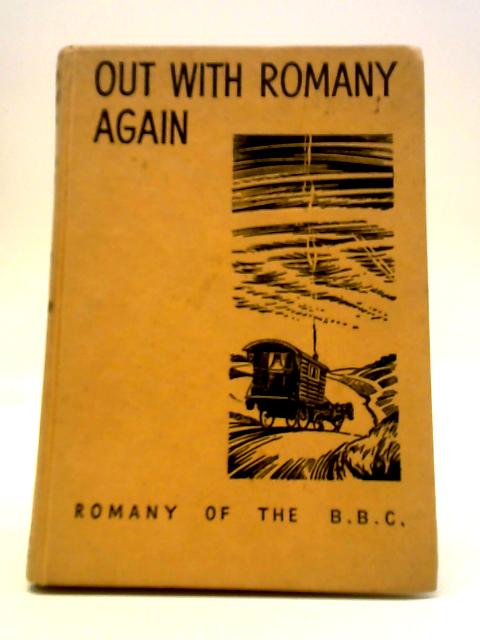 OUT WITH ROMANY
AGAIN
ROMANY OF THE B.B.C.